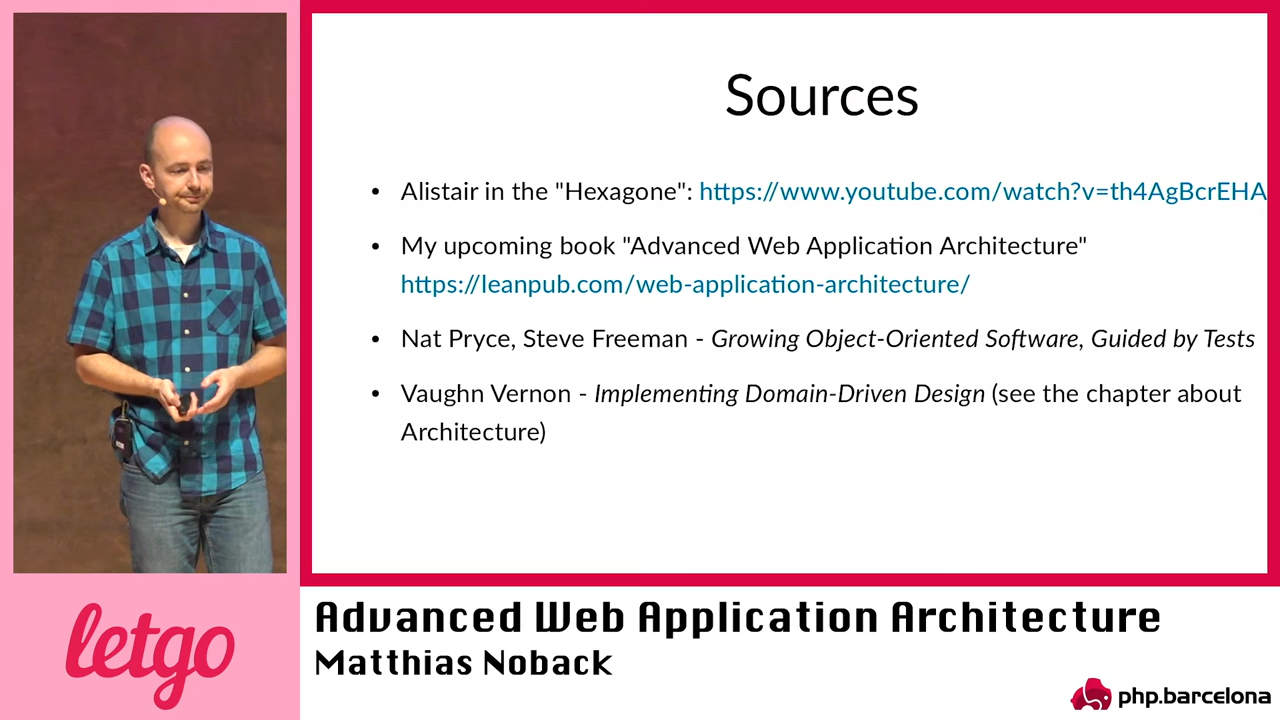 Sources
• Alistair in the "Hexagone": https://www.youtube.com/watch?v=th4AgBcrEHA
• My upcoming book "Advanced Web Application Architecture"
https://leanpub.com/web-application-architecture/
• Nat Pryce, Steve Freeman - Growing Object-Oriented Software, Guided by Tests
• Vaughn Vernon - Implementing Domain-Driven Design (see the chapter about
Architecture)
letgo
Advanced Web Application Architecture
Matthias Noback
php.barcelona